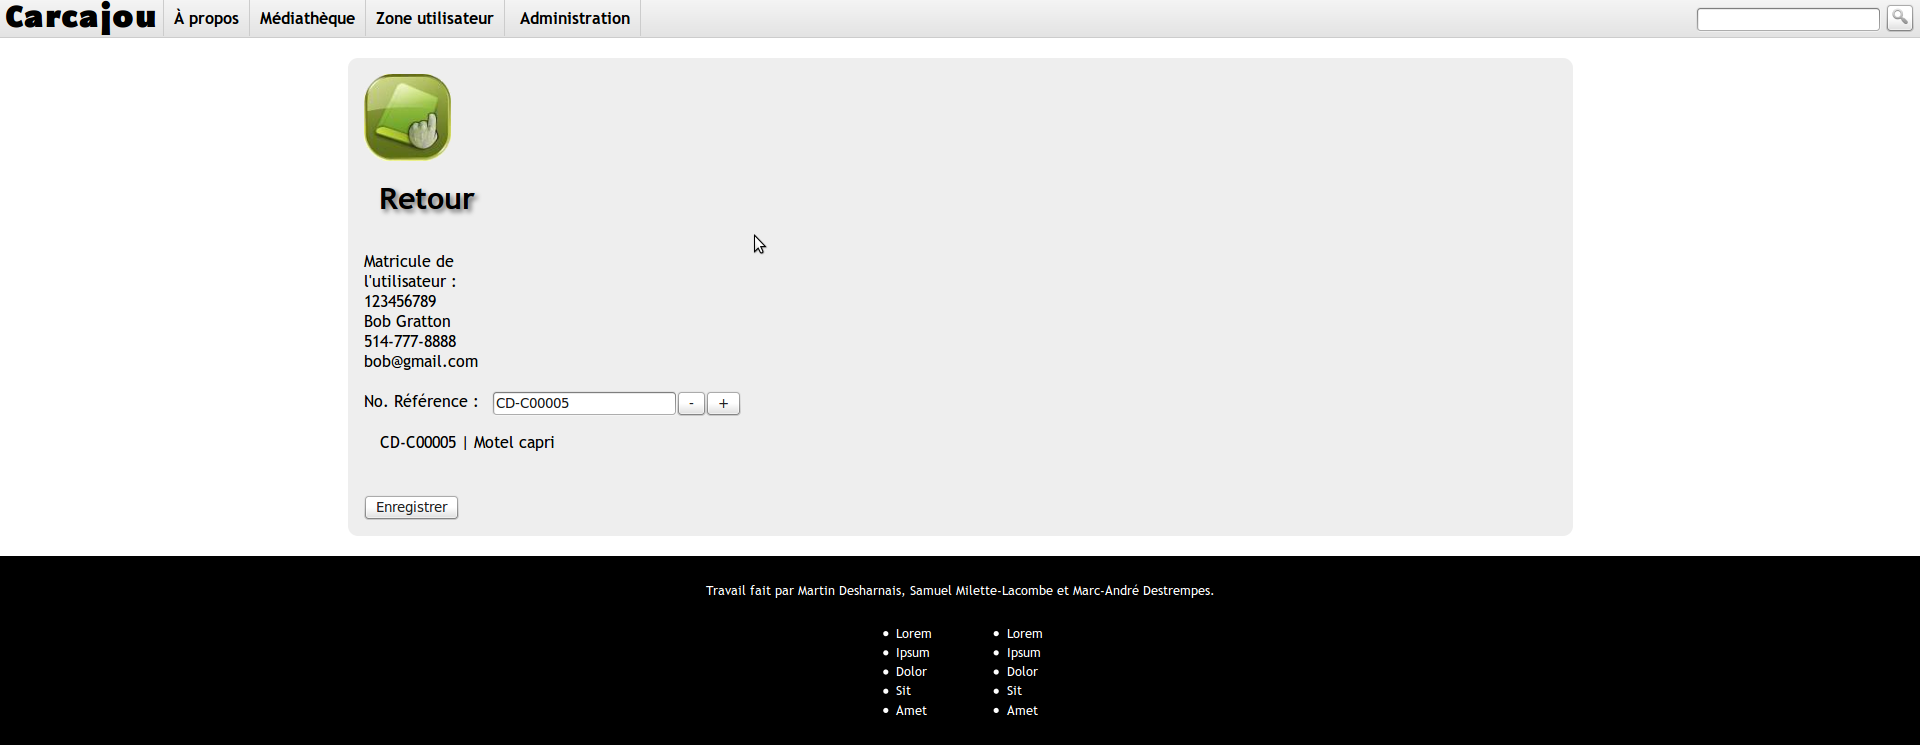 Carcajou À propos Médiathèque Zone utilisateur Administration
Retour
Matricule de
l'utilisateur :
123456789
Bob Gratton
514-777-8888
bob@gmail.com
No. Référence : CD-C00005 - +
CD-C00005 | Motel capri
Enregistrer
Travail fait par Martin Desharnais, Samuel Milette-Lacombe et Marc-André Destrempes.
• Lorem • Lorem
• Ipsum • Ipsum
• Dolor • Dolor
• Sit • Sit
• Amet • Amet